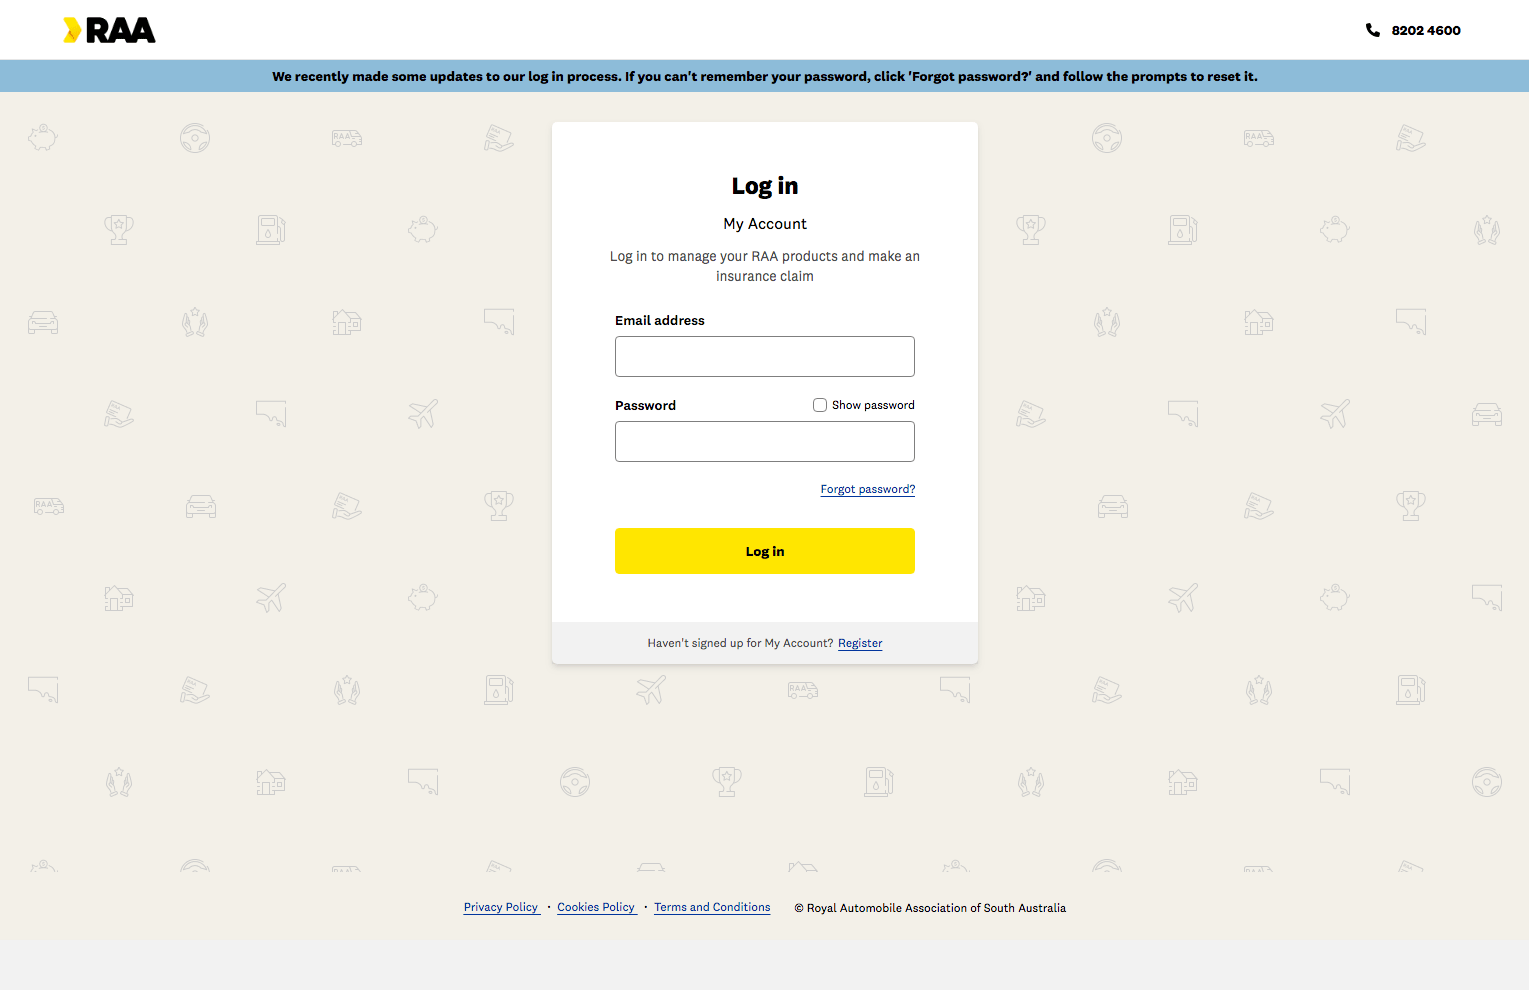 RAA
8202 4600
We recently made some updates to our log in process. If you can't remember your password, click 'Forgot password?' and follow the prompts to reset it.
Log in
My Account
Log in to manage your RAA products and make an
insurance claim
Email address
Password
Show password
Forgot password?
Log in
Haven't signed up for My Account? Register
Privacy Policy · Cookies Policy · Terms and Conditions © Royal Automobile Association of South Australia